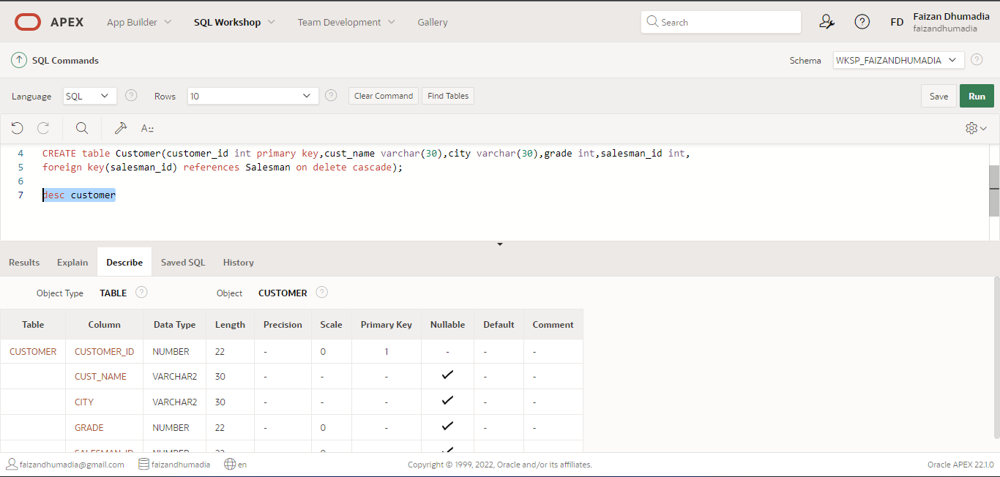 APEX App Builder SQL Workshop Team Development Gallery Search FD Faizan Dhumadia
faizandhumadia
SQL Commands Schema WKSP_FAIZANDHUMADIA
Language SQL Rows 10 Clear Command Find Tables Save Run
A::
4 CREATE table Customer(customer_id int primary key,cust_name varchar(30),city varchar(30),grade int,salesman_id int,
5 foreign key(salesman_id) references Salesman on delete cascade);
6
7 desc customer
Results Explain Describe Saved SQL History
Object Type TABLE Object CUSTOMER
Table Column Data Type Length Precision Scale Primary Key Nullable Default Comment
CUSTOMER CUSTOMER_ID NUMBER 22 - 0 1 - - -
CUST_NAME VARCHAR2 30 - - - ✓ - -
CITY VARCHAR2 30 - - - ✓ - -
GRADE NUMBER 22 - 0 - ✓ - -
SALESMAN_ID NUMBER 22 0
faizandhumadia@gmail.com faizandhumadia en Copyright © 1999, 2022, Oracle and/or its affiliates. Oracle APEX 22.1.0